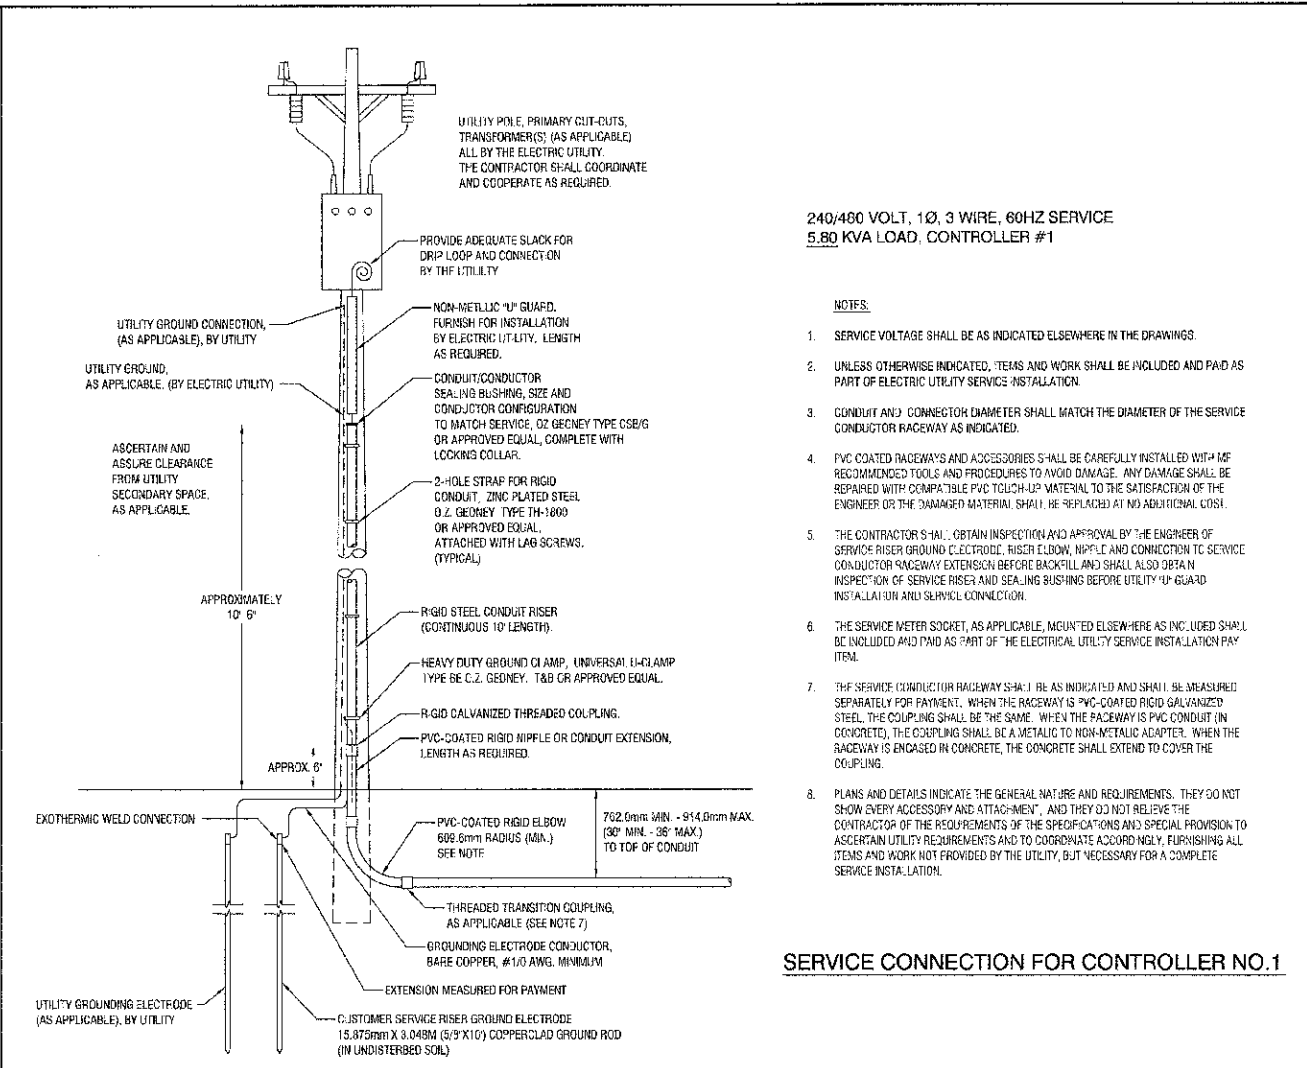 UTILITY POLE, PRIMARY CUT-OUTS,
TRANSFORMER(S) (AS APPLICABLE)
ALL BY THE ELECTRIC UTILITY.
THE CONTRACTOR SHALL COORDINATE
AND COOPERATE AS REQUIRED.
PROVIDE ADEQUATE SLACK FOR
DRIP LOOP AND CONNECTION
BY THE UTILILTY
NON-METLLIC "U" GUARD.
FURNISH FOR INSTALLATION
BY ELECTRIC UTILITY, LENGTH
AS REQUIRED.
UTILITY GROUND CONNECTION,
(AS APPLICABLE), BY UTILITY
UTILITY GROUND,
AS APPLICABLE. (BY ELECTRIC UTILITY)
CONDUIT/CONDUCTOR
SEALING BUSHING, SIZE AND
CONDUCTOR CONFIGURATION
TO MATCH SERVICE, OZ GEDNEY TYPE CSB/G
OR APPROVED EQUAL, COMPLETE WITH
LOCKING COLLAR.
ASCERTAIN AND
ASSURE CLEARANCE
FROM UTILITY
SECONDARY SPACE,
AS APPLICABLE.
2-HOLE STRAP FOR RIGID
CONDUIT, ZINC PLATED STEEL
O.Z. GEDNEY TYPE TH-1800
OR APPROVED EQUAL,
ATTACHED WITH LAG SCREWS.
(TYPICAL)
APPROXIMATELY
10' 6"
RIGID STEEL CONDUIT RISER
(CONTINUOUS 10' LENGTH).
HEAVY DUTY GROUND CLAMP, UNIVERSAL U-CLAMP
TYPE BE O.Z. GEDNEY. T&B OR APPROVED EQUAL.
RIGID GALVANIZED THREADED COUPLING.
PVC-COATED RIGID NIPPLE OR CONDUIT EXTENSION,
LENGTH AS REQUIRED.
APPROX. 6"
EXOTHERMIC WELD CONNECTION
PVC-COATED RIGID ELBOW
609.6mm RADIUS (MIN.)
SEE NOTE
762.0mm MIN. - 914.0mm MAX.
(30" MIN. - 36" MAX.)
TO TOP OF CONDUIT
THREADED TRANSITION COUPLING,
AS APPLICABLE (SEE NOTE 7)
GROUNDING ELECTRODE CONDUCTOR,
BARE COPPER, #1/0 AWG. MINIMUM
EXTENSION MEASURED FOR PAYMENT
UTILITY GROUNDING ELECTRODE
(AS APPLICABLE), BY UTILITY
CUSTOMER SERVICE RISER GROUND ELECTRODE
15.875mm X 3.048M (5/8"X10') COPPERCLAD GROUND ROD
(IN UNDISTERBED SOIL)
240/480 VOLT, 1Ø, 3 WIRE, 60HZ SERVICE
5.80 KVA LOAD, CONTROLLER #1
NOTES:
1. SERVICE VOLTAGE SHALL BE AS INDICATED ELSEWHERE IN THE DRAWINGS.
2. UNLESS OTHERWISE INDICATED, ITEMS AND WORK SHALL BE INCLUDED AND PAID AS
PART OF ELECTRIC UTILITY SERVICE INSTALLATION.
3. CONDUIT AND CONNECTOR DIAMETER SHALL MATCH THE DIAMETER OF THE SERVICE
CONDUCTOR RACEWAY AS INDICATED.
4. PVC COATED RACEWAYS AND ACCESSORIES SHALL BE CAREFULLY INSTALLED WITH MF
RECOMMENDED TOOLS AND PROCEDURES TO AVOID DAMAGE. ANY DAMAGE SHALL BE
REPAIRED WITH COMPATIBLE PVC TOUCH-UP MATERIAL TO THE SATISFACTION OF THE
ENGINEER OR THE DAMAGED MATERIAL SHALL BE REPLACED AT NO ADDITIONAL COST.
5. THE CONTRACTOR SHALL OBTAIN INSPECTION AND APPROVAL BY THE ENGINEER OF
SERVICE RISER GROUND ELECTRODE, RISER ELBOW, NIPPLE AND CONNECTION TO SERVICE
CONDUCTOR RACEWAY EXTENSION BEFORE BACKFILL AND SHALL ALSO OBTAIN
INSPECTION OF SERVICE RISER AND SEALING BUSHING BEFORE UTILITY "U" GUARD
INSTALLATION AND SERVICE CONNECTION.
6. THE SERVICE METER SOCKET, AS APPLICABLE, MOUNTED ELSEWHERE AS INCLUDED SHALL
BE INCLUDED AND PAID AS PART OF THE ELECTRICAL UTILITY SERVICE INSTALLATION PAY
ITEM.
7. THE SERVICE CONDUCTOR RACEWAY SHALL BE AS INDICATED AND SHALL BE MEASURED
SEPARATELY FOR PAYMENT. WHEN THE RACEWAY IS PVC-COATED RIGID GALVANIZED
STEEL, THE COUPLING SHALL BE THE SAME. WHEN THE RACEWAY IS PVC CONDUIT (IN
CONCRETE), THE COUPLING SHALL BE A METALIC TO NON-METALIC ADAPTER. WHEN THE
RACEWAY IS ENCASED IN CONCRETE, THE CONCRETE SHALL EXTEND TO COVER THE
COUPLING.
8. PLANS AND DETAILS INDICATE THE GENERAL NATURE AND REQUIREMENTS. THEY DO NOT
SHOW EVERY ACCESSORY AND ATTACHMENT, AND THEY DO NOT RELIEVE THE
CONTRACTOR OF THE REQUIREMENTS OF THE SPECIFICATIONS AND SPECIAL PROVISION TO
ASCERTAIN UTILITY REQUIREMENTS AND TO COORDINATE ACCORDINGLY, FURNISHING ALL
ITEMS AND WORK NOT PROVIDED BY THE UTILITY, BUT NECESSARY FOR A COMPLETE
SERVICE INSTALLATION.
SERVICE CONNECTION FOR CONTROLLER NO.1